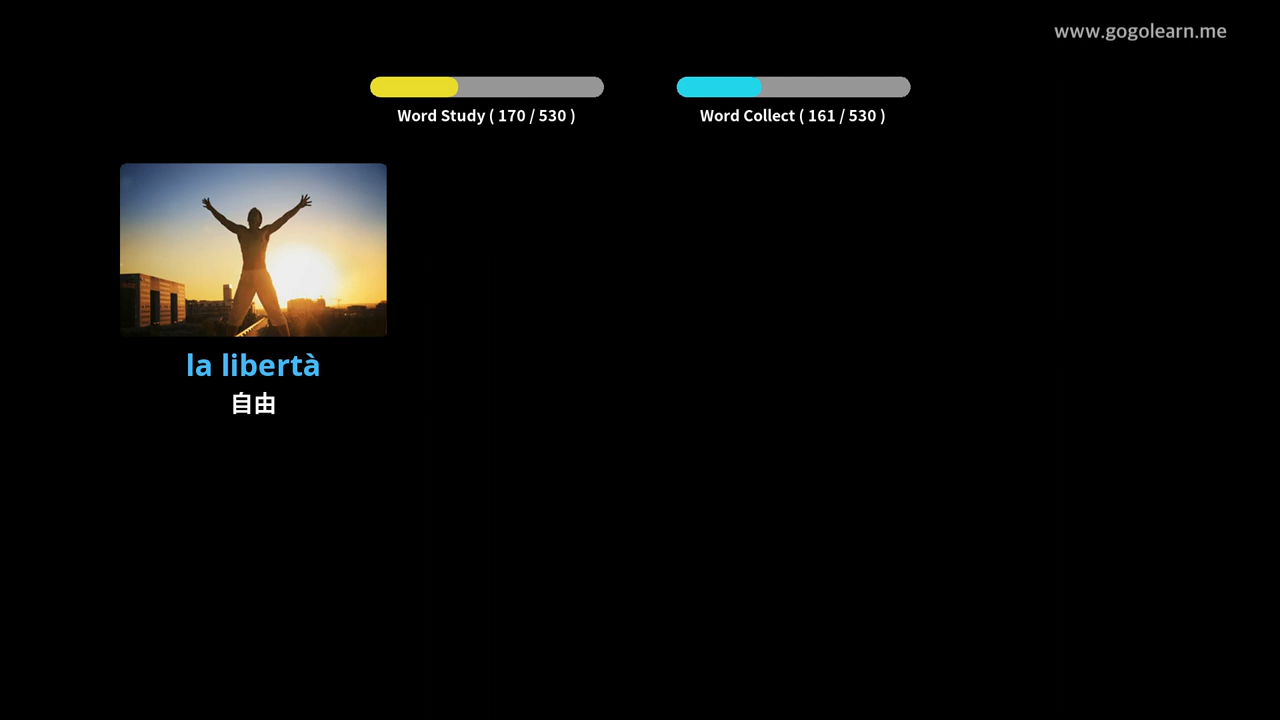 www.gogolearn.me
Word Study ( 170 / 530 )
Word Collect ( 161 / 530 )
la libertà
自由